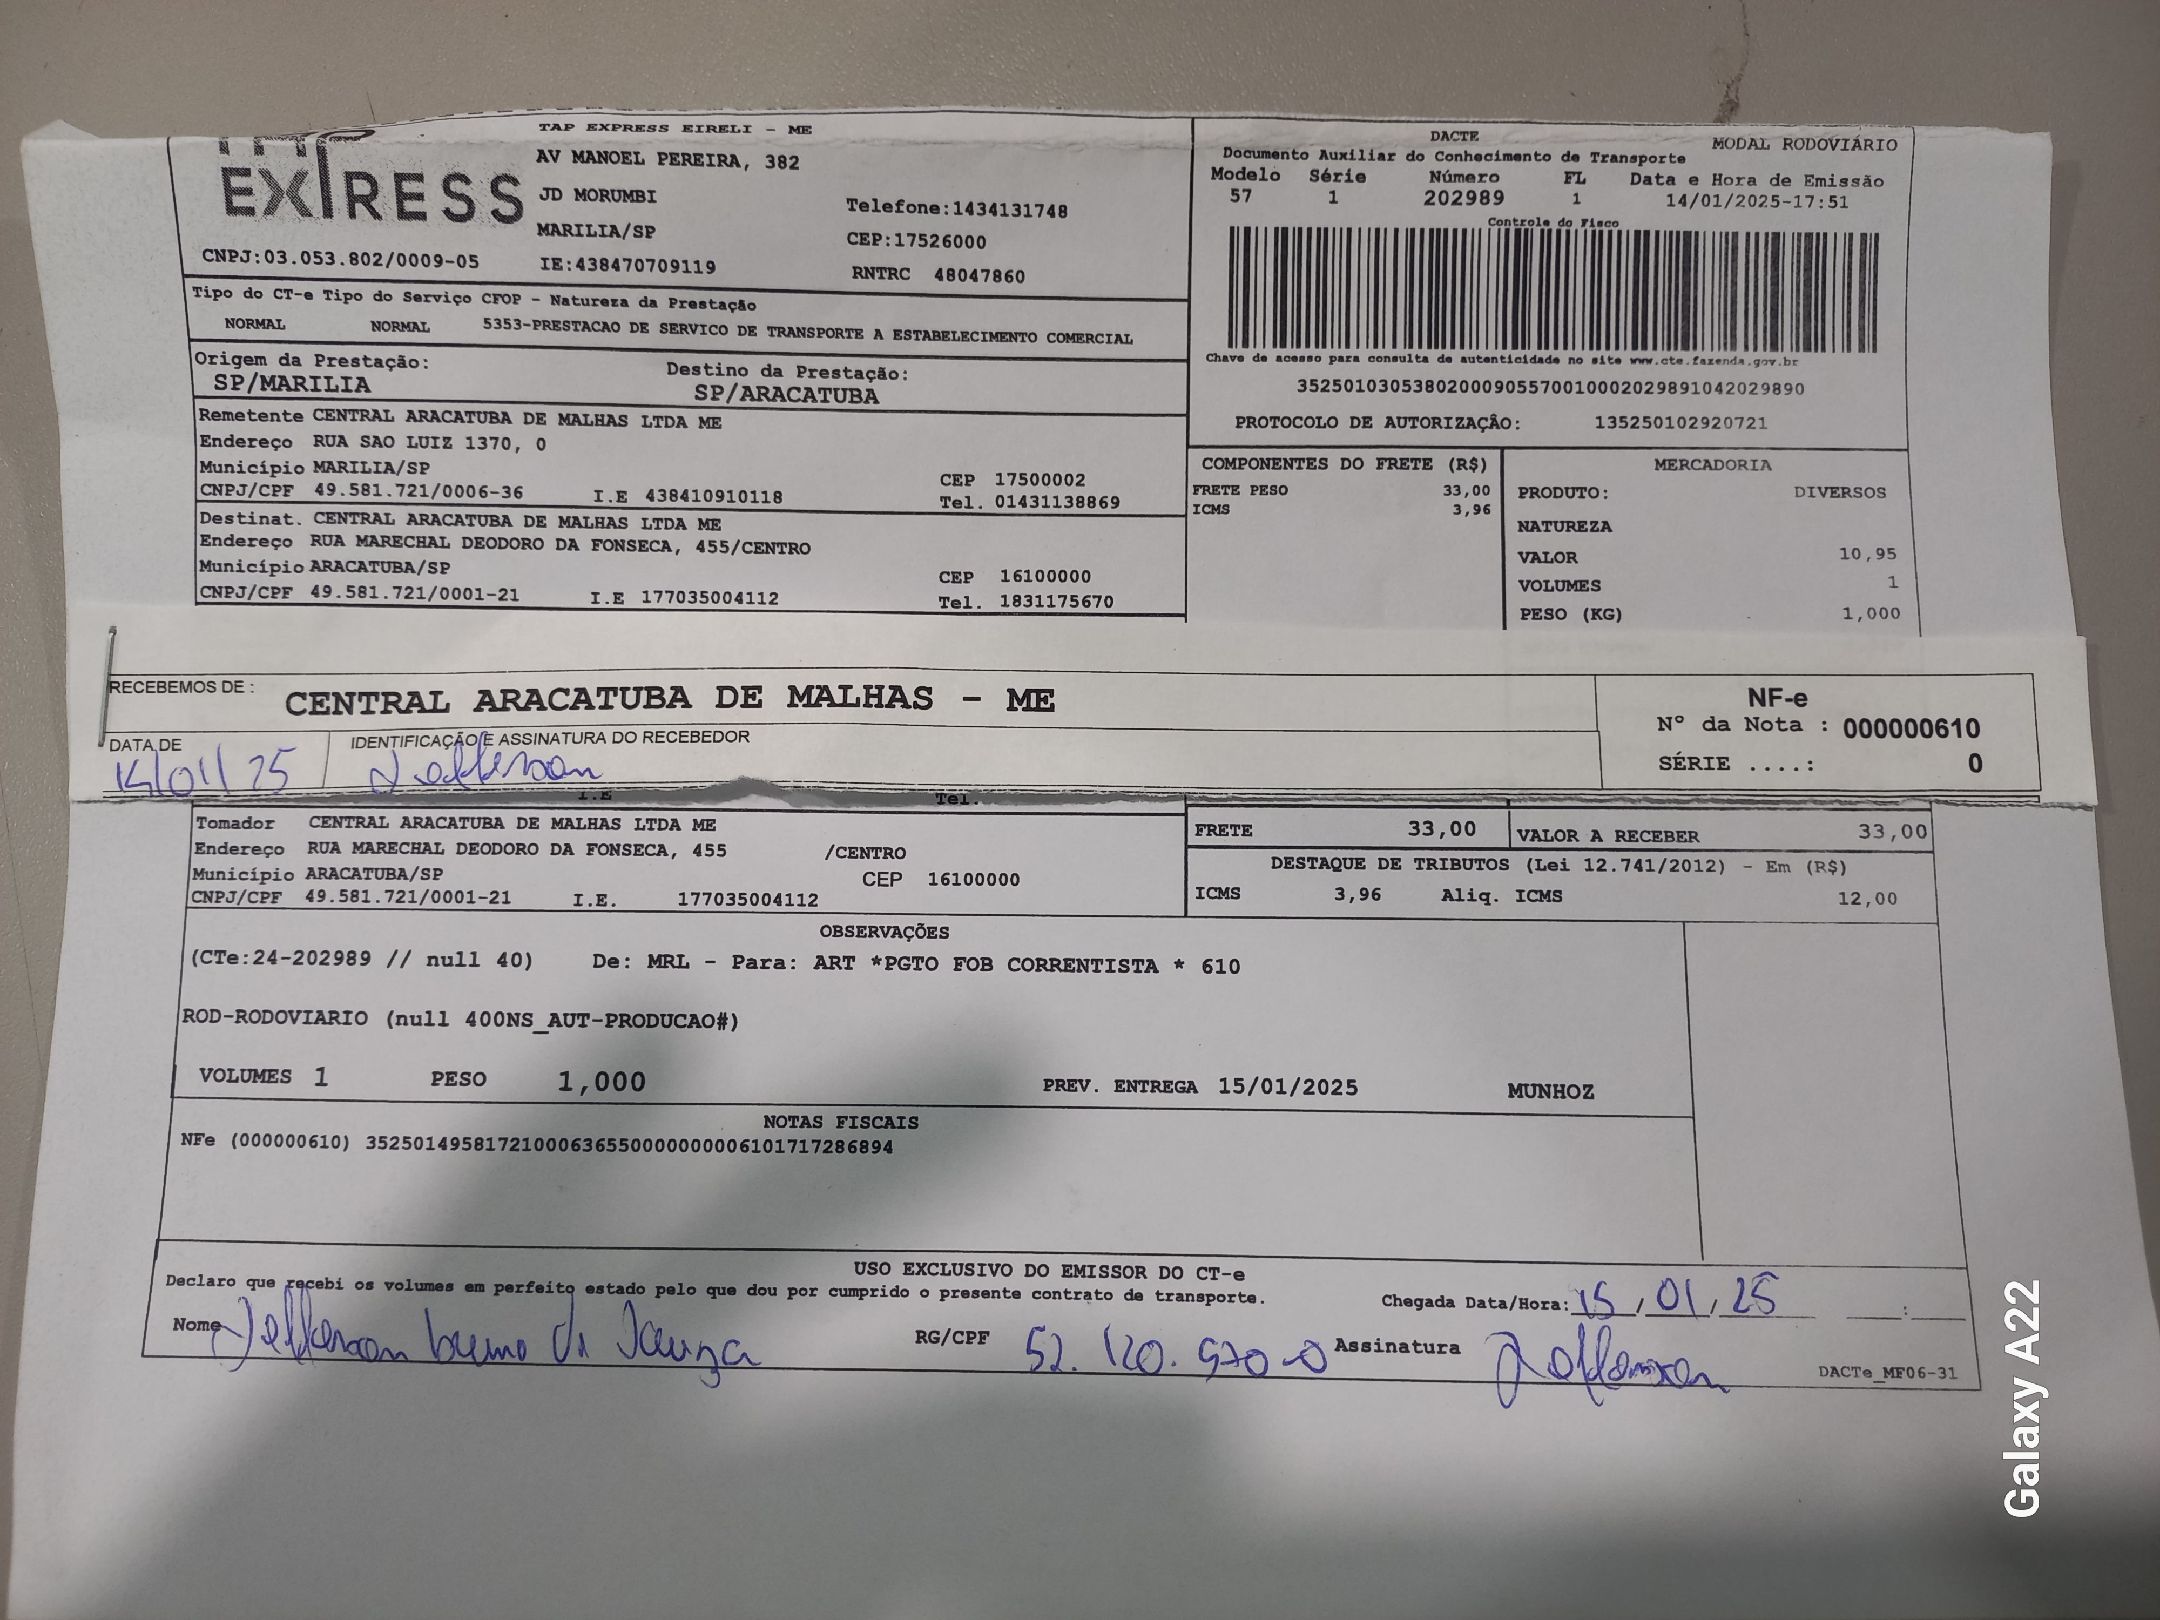 EXPRESS
TAP EXPRESS EIRELI - ME
AV MANOEL PEREIRA, 382
JD MORUMBI
Telefone:1434131748
MARILIA/SP
CEP:17526000
CNPJ:03.053.802/0009-05
IE:438470709119
RNTRC 48047860
DACTE
MODAL RODOVIÁRIO
Documento Auxiliar do Conhecimento de Transporte
Modelo Série Número FL Data e Hora de Emissão
57 1 202989 1 14/01/2025-17:51
Controle do Fisco
Chave de acesso para consulta de autenticidade no site www.cte.fazenda.gov.br
35250103053802000905570010002029891042029890
PROTOCOLO DE AUTORIZAÇÂO: 135250102920721
Tipo do CT-e Tipo do Serviço CFOP - Natureza da Prestação
NORMAL NORMAL 5353-PRESTACAO DE SERVICO DE TRANSPORTE A ESTABELECIMENTO COMERCIAL
Origem da Prestação: Destino da Prestação:
SP/MARILIA SP/ARACATUBA
Remetente CENTRAL ARACATUBA DE MALHAS LTDA ME
Endereço RUA SAO LUIZ 1370, 0
Município MARILIA/SP CEP 17500002
CNPJ/CPF 49.581.721/0006-36 I.E 438410910118 Tel. 01431138869
Destinat. CENTRAL ARACATUBA DE MALHAS LTDA ME
Endereço RUA MARECHAL DEODORO DA FONSECA, 455/CENTRO
Município ARACATUBA/SP CEP 16100000
CNPJ/CPF 49.581.721/0001-21 I.E 177035004112 Tel. 1831175670
COMPONENTES DO FRETE (R$)
FRETE PESO 33,00
ICMS 3,96
MERCADORIA
PRODUTO: DIVERSOS
NATUREZA
VALOR 10,95
VOLUMES 1
PESO (KG) 1,000
RECEBEMOS DE : CENTRAL ARACATUBA DE MALHAS - ME
NF-e
Nº da Nota : 000000610
SÉRIE ....: 0
DATA DE IDENTIFICAÇÃO E ASSINATURA DO RECEBEDOR
15/01/25 Jefferson
I.E Tel.
Tomador CENTRAL ARACATUBA DE MALHAS LTDA ME
Endereço RUA MARECHAL DEODORO DA FONSECA, 455 /CENTRO
Município ARACATUBA/SP CEP 16100000
CNPJ/CPF 49.581.721/0001-21 I.E. 177035004112
FRETE 33,00 VALOR A RECEBER 33,00
DESTAQUE DE TRIBUTOS (Lei 12.741/2012) - Em (R$)
ICMS 3,96 Aliq. ICMS 12,00
OBSERVAÇÕES
(CTe:24-202989 // null 40) De: MRL - Para: ART *PGTO FOB CORRENTISTA * 610
ROD-RODOVIARIO (null 400NS_AUT-PRODUCAO#)
VOLUMES 1 PESO 1,000 PREV. ENTREGA 15/01/2025 MUNHOZ
NOTAS FISCAIS
NFe (000000610) 35250149581721000636550000000006101717286894
USO EXCLUSIVO DO EMISSOR DO CT-e
Declaro que recebi os volumes em perfeito estado pelo que dou por cumprido o presente contrato de transporte.
Chegada Data/Hora: 15/01/25 :
Nome Jefferson bruno de Souza RG/CPF 52.120.970-0 Assinatura Jefferson
DACTe_MF06-31
Galaxy A22